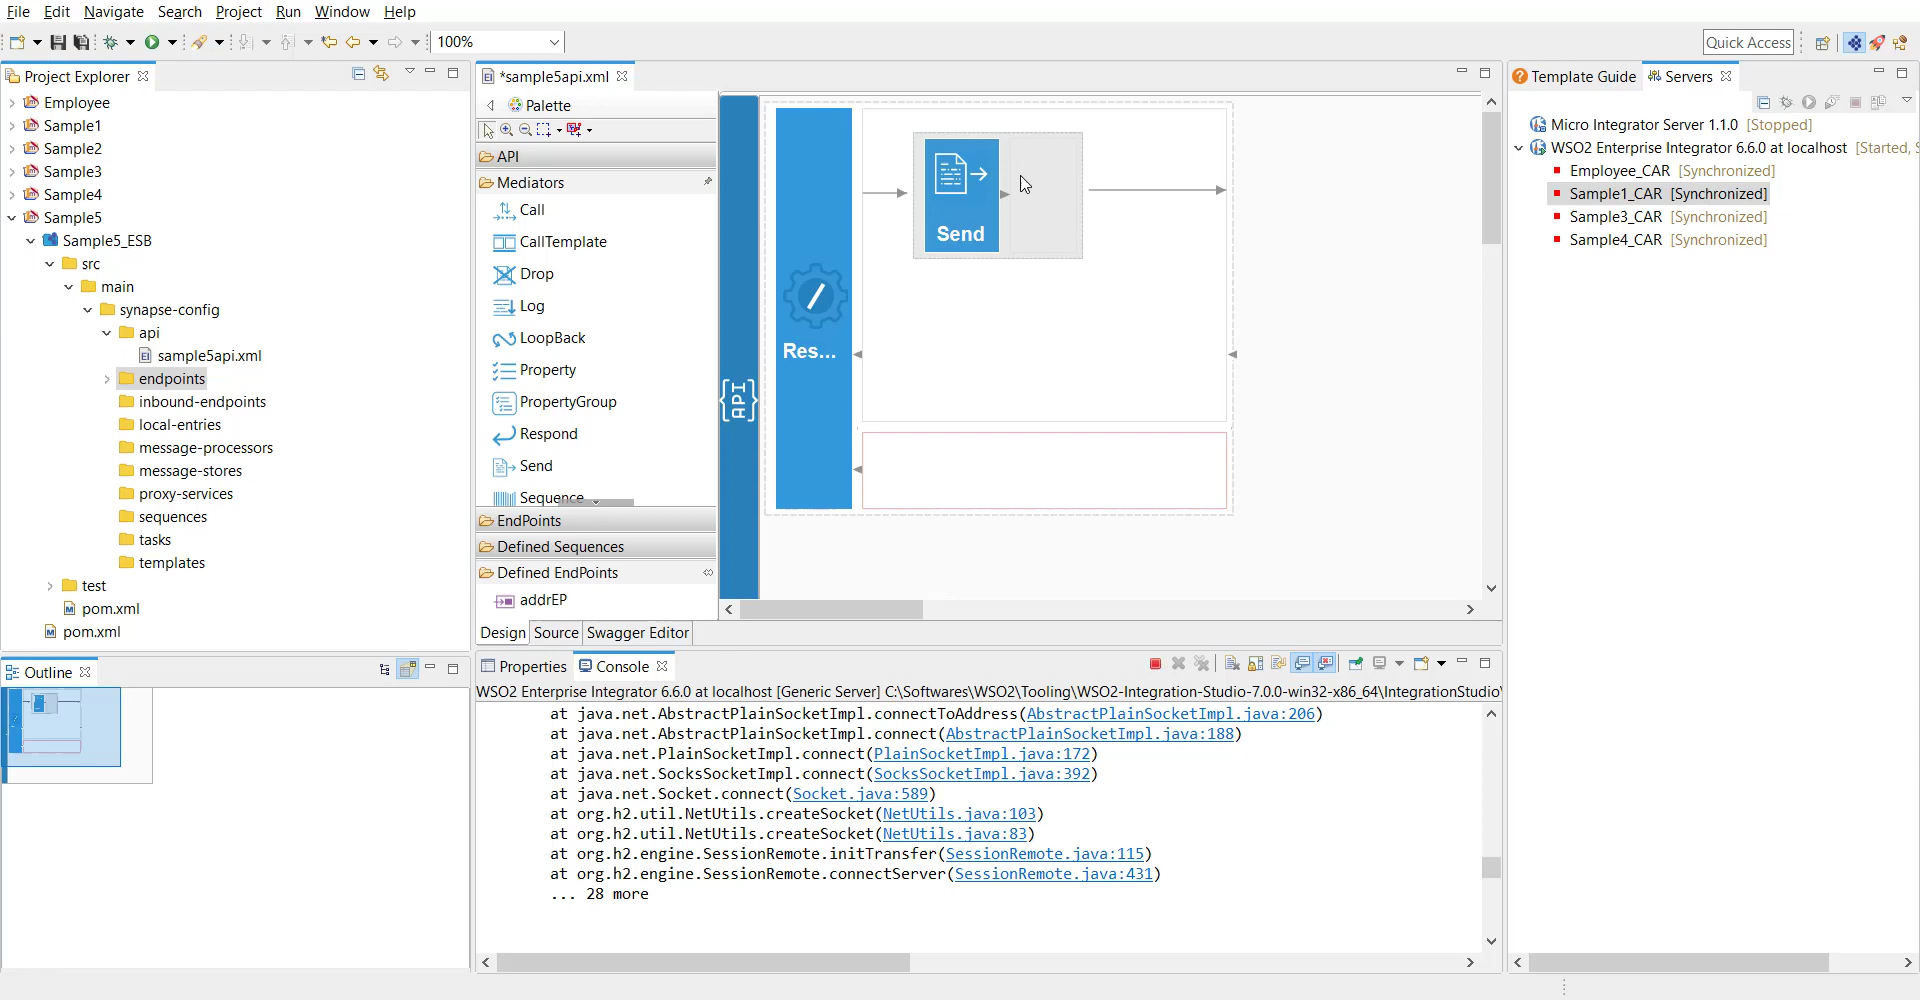 File Edit Navigate Search Project Run Window Help
100%
Quick Access
Project Explorer
Employee
Sample1
Sample2
Sample3
Sample4
Sample5
Sample5_ESB
src
main
synapse-config
api
sample5api.xml
endpoints
inbound-endpoints
local-entries
message-processors
message-stores
proxy-services
sequences
tasks
templates
test
pom.xml
pom.xml
Outline
*sample5api.xml
Palette
API
Mediators
Call
CallTemplate
Drop
Log
LoopBack
Property
PropertyGroup
Respond
Send
Sequence
EndPoints
Defined Sequences
Defined EndPoints
addrEP
{API}
Res...
Send
Design Source Swagger Editor
Properties Console
WSO2 Enterprise Integrator 6.6.0 at localhost [Generic Server] C:\Softwares\WSO2\Tooling\WSO2-Integration-Studio-7.0.0-win32-x86_64\IntegrationStudio\
at java.net.AbstractPlainSocketImpl.connectToAddress(AbstractPlainSocketImpl.java:206)
at java.net.AbstractPlainSocketImpl.connect(AbstractPlainSocketImpl.java:188)
at java.net.PlainSocketImpl.connect(PlainSocketImpl.java:172)
at java.net.SocksSocketImpl.connect(SocksSocketImpl.java:392)
at java.net.Socket.connect(Socket.java:589)
at org.h2.util.NetUtils.createSocket(NetUtils.java:103)
at org.h2.util.NetUtils.createSocket(NetUtils.java:83)
at org.h2.engine.SessionRemote.initTransfer(SessionRemote.java:115)
at org.h2.engine.SessionRemote.connectServer(SessionRemote.java:431)
... 28 more
Template Guide Servers
Micro Integrator Server 1.1.0 [Stopped]
WSO2 Enterprise Integrator 6.6.0 at localhost [Started, S
Employee_CAR [Synchronized]
Sample1_CAR [Synchronized]
Sample3_CAR [Synchronized]
Sample4_CAR [Synchronized]